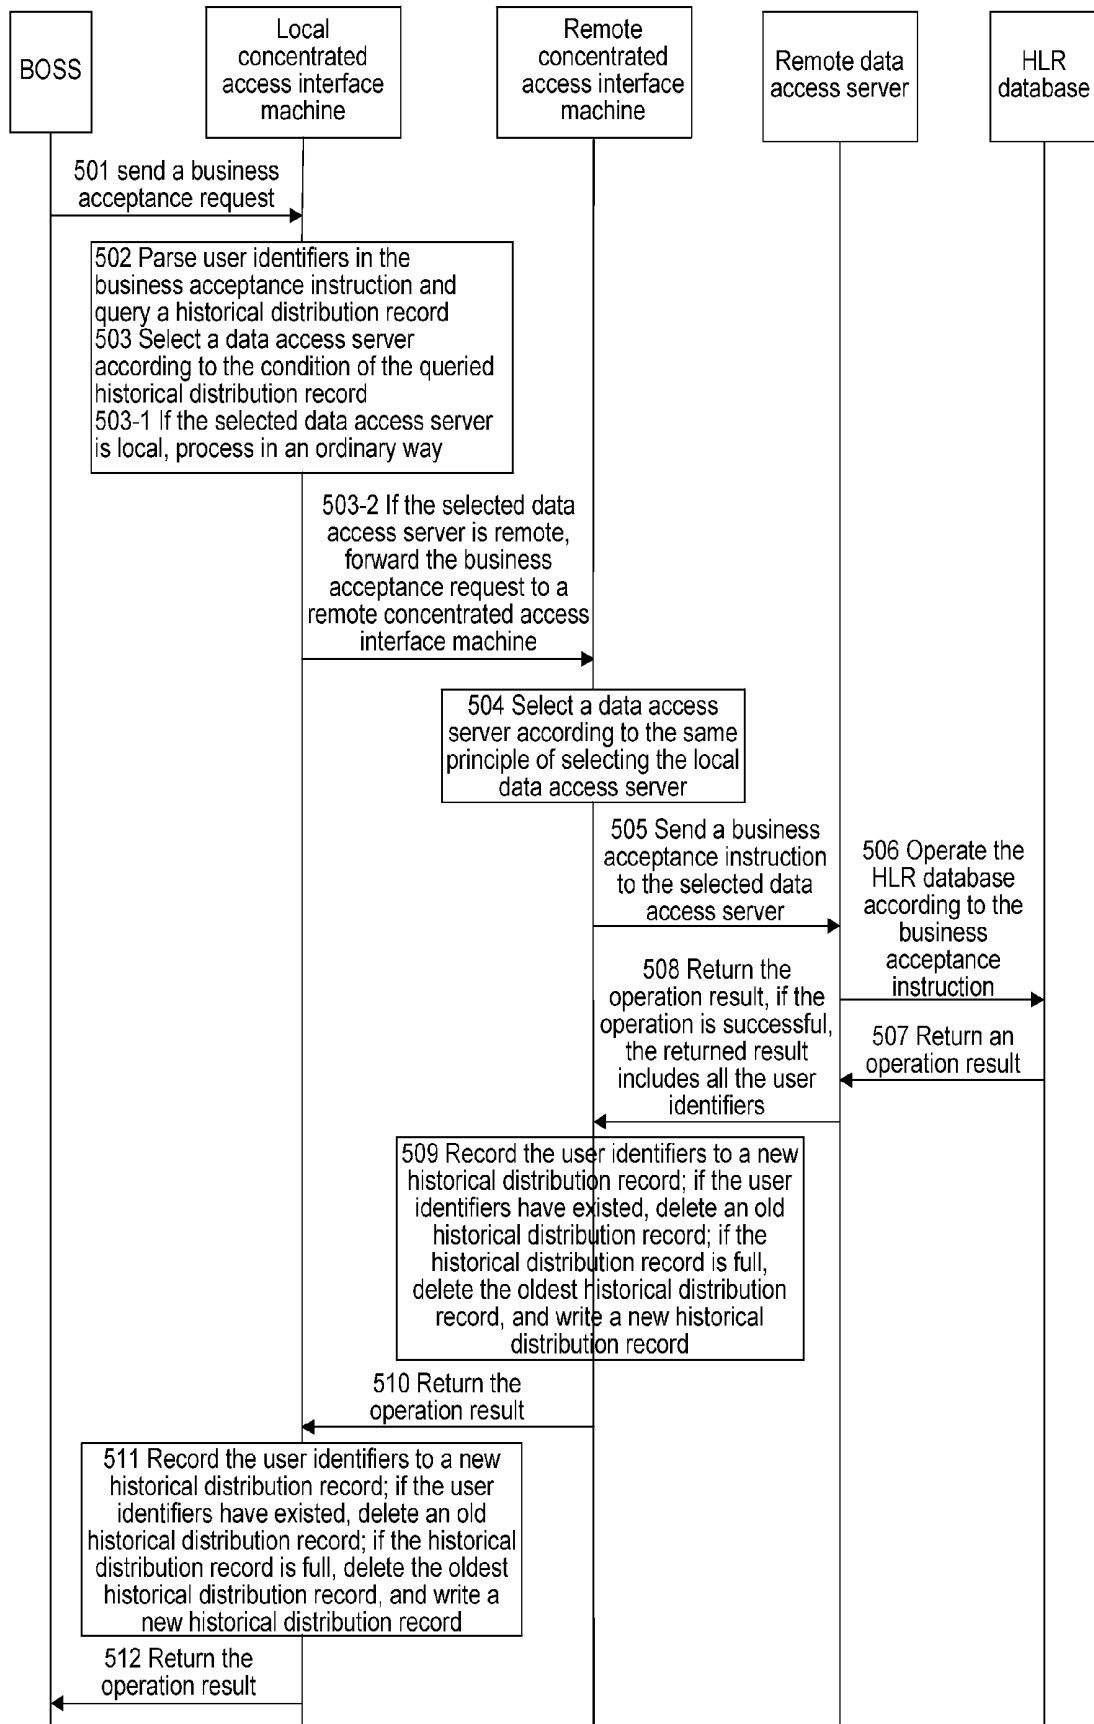 BOSS
Local
concentrated
access interface
machine
Remote
concentrated
access interface
machine
Remote data
access server
HLR
database
501 send a business
acceptance request
502 Parse user identifiers in the
business acceptance instruction and
query a historical distribution record
503 Select a data access server
according to the condition of the queried
historical distribution record
503-1 If the selected data access server
is local, process in an ordinary way
503-2 If the selected data
access server is remote,
forward the business
acceptance request to a
remote concentrated access
interface machine
504 Select a data access
server according to the same
principle of selecting the local
data access server
505 Send a business
acceptance instruction
to the selected data
access server
506 Operate the
HLR database
according to the
business
acceptance
instruction
507 Return an
operation result
508 Return the
operation result, if the
operation is successful,
the returned result
includes all the user
identifiers
509 Record the user identifiers to a new
historical distribution record; if the user
identifiers have existed, delete an old
historical distribution record; if the
historical distribution record is full,
delete the oldest historical distribution
record, and write a new historical
distribution record
510 Return the
operation result
511 Record the user identifiers to a new
historical distribution record; if the user
identifiers have existed, delete an old
historical distribution record; if the historical
distribution record is full, delete the oldest
historical distribution record, and write a
new historical distribution record
512 Return the
operation result